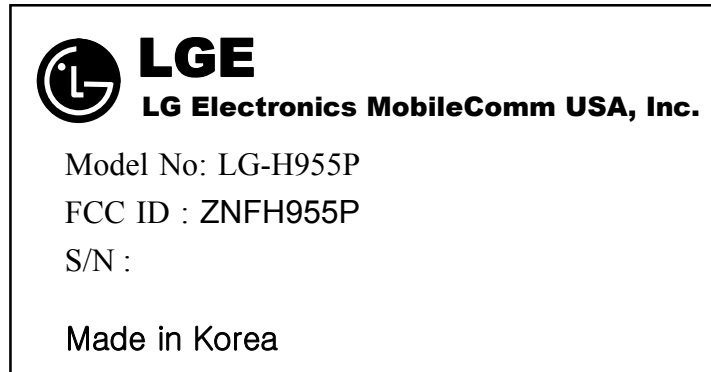 LGE
LG Electronics MobileComm USA, Inc.
Model No: LG-H955P
FCC ID : ZNFH955P
S/N :
Made in Korea